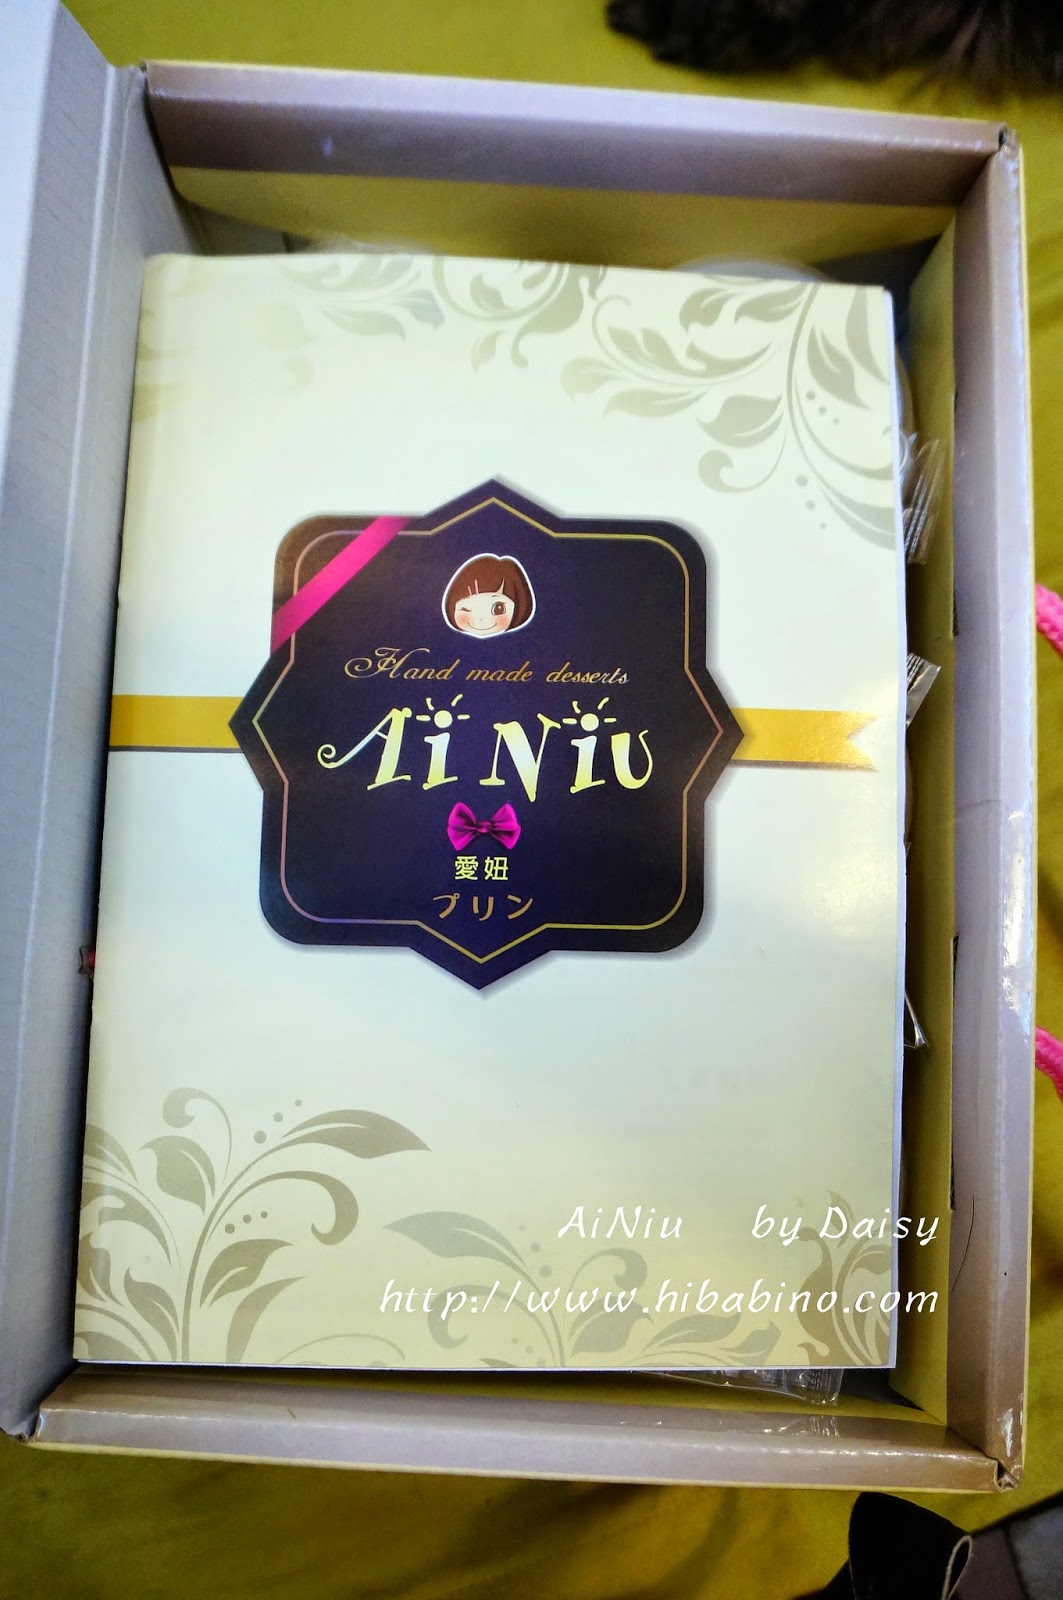 Hand made desserts
Ai Niu
愛妞
プリン
AiNiu by Daisy
http://www.hibabino.com